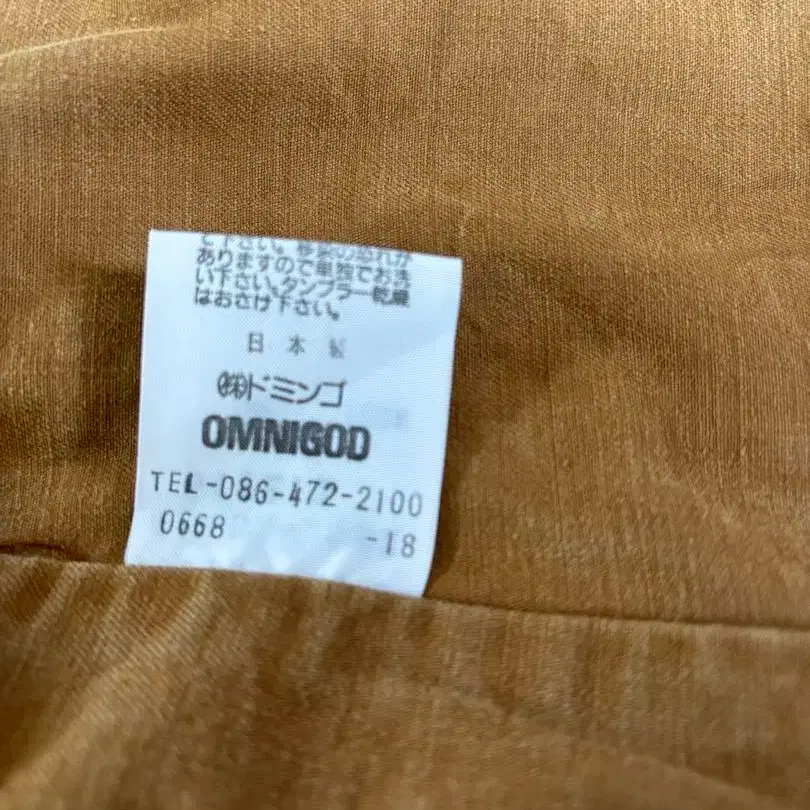 て下さい。移染の恐れが
ありますので単独でお洗
い下さい。タンブラー乾燥
はおさけ下さい。
日本製
㈱ドミンゴ
OMNIGOD
TEL-086-472-2100
0668 -18